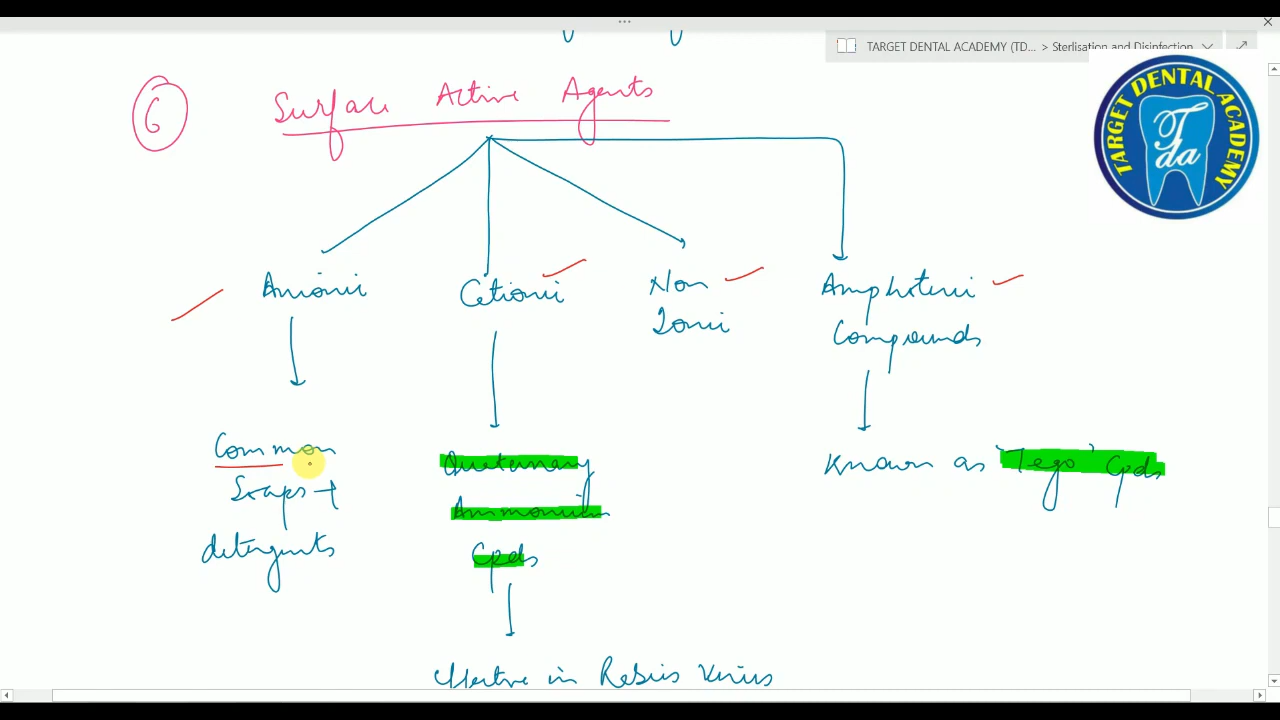 TARGET DENTAL ACADEMY (TD... > Sterlisation and Disinfection
TARGET DENTAL ACADEMY
Tda
6 Surface Active Agents
Anionic Cationic Non Ionic Amphoteric Compounds
Common Soaps + detergents
Quaternary Ammonium Cpds
Known as 'Tego' Cpds
Effective in Rabies Virus